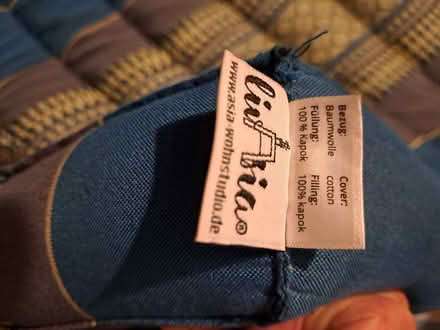 livAsia®
www.asia-wohnstudio.de
Bezug: Cover:
Baumwolle cotton
Füllung: Filling:
100 % Kapok 100% kapok